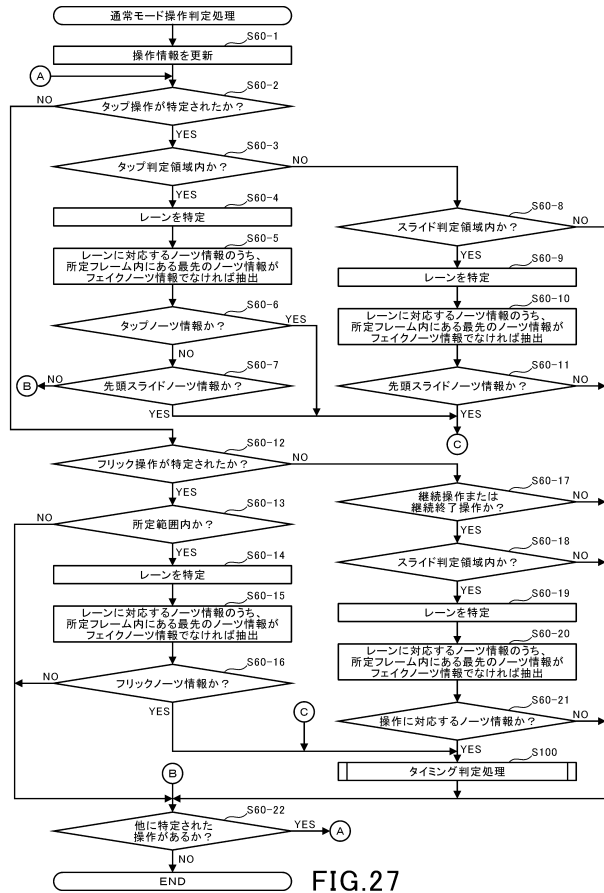 通常モード操作判定処理
S60-1
操作情報を更新
A
S60-2
NO
タップ操作が特定されたか？
YES
S60-3
タップ判定領域内か？
NO
YES
S60-4
レーンを特定
S60-5
レーンに対応するノーツ情報のうち、
所定フレーム内にある最先のノーツ情報が
フェイクノーツ情報でなければ抽出
S60-6
タップノーツ情報か？
YES
NO
S60-7
B
NO
先頭スライドノーツ情報か？
YES
S60-8
スライド判定領域内か？
NO
YES
S60-9
レーンを特定
S60-10
レーンに対応するノーツ情報のうち、
所定フレーム内にある最先のノーツ情報が
フェイクノーツ情報でなければ抽出
S60-11
先頭スライドノーツ情報か？
NO
YES
C
S60-12
フリック操作が特定されたか？
NO
YES
S60-13
NO
所定範囲内か？
YES
S60-14
レーンを特定
S60-15
レーンに対応するノーツ情報のうち、
所定フレーム内にある最先のノーツ情報が
フェイクノーツ情報でなければ抽出
S60-16
NO
フリックノーツ情報か？
YES
C
S60-17
継続操作または
継続終了操作か？
NO
YES
S60-18
スライド判定領域内か？
NO
YES
S60-19
レーンを特定
S60-20
レーンに対応するノーツ情報のうち、
所定フレーム内にある最先のノーツ情報が
フェイクノーツ情報でなければ抽出
S60-21
操作に対応するノーツ情報か？
NO
YES
S100
タイミング判定処理
B
S60-22
他に特定された
操作があるか？
YES
A
NO
END
FIG.27